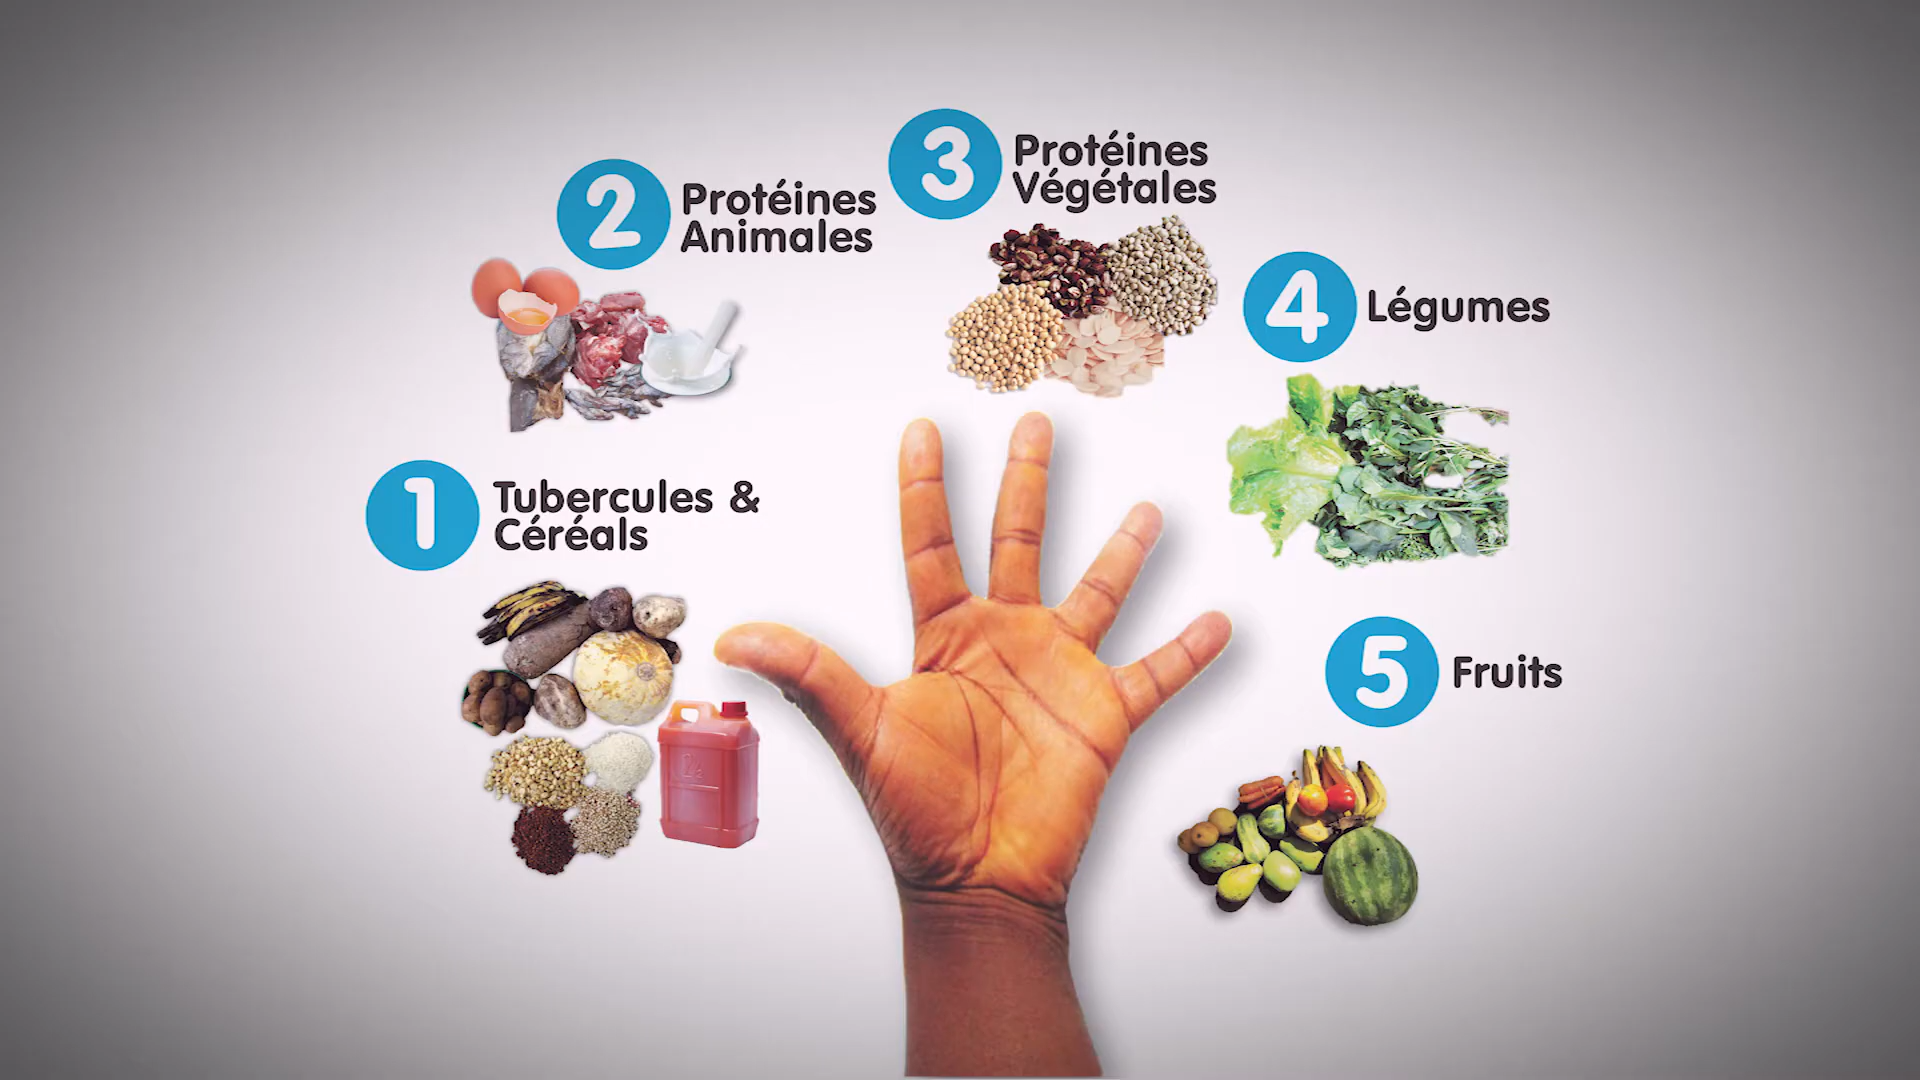 1
Tubercules &
Céréals
2
Protéines
Animales
3
Protéines
Végétales
4
Légumes
5
Fruits